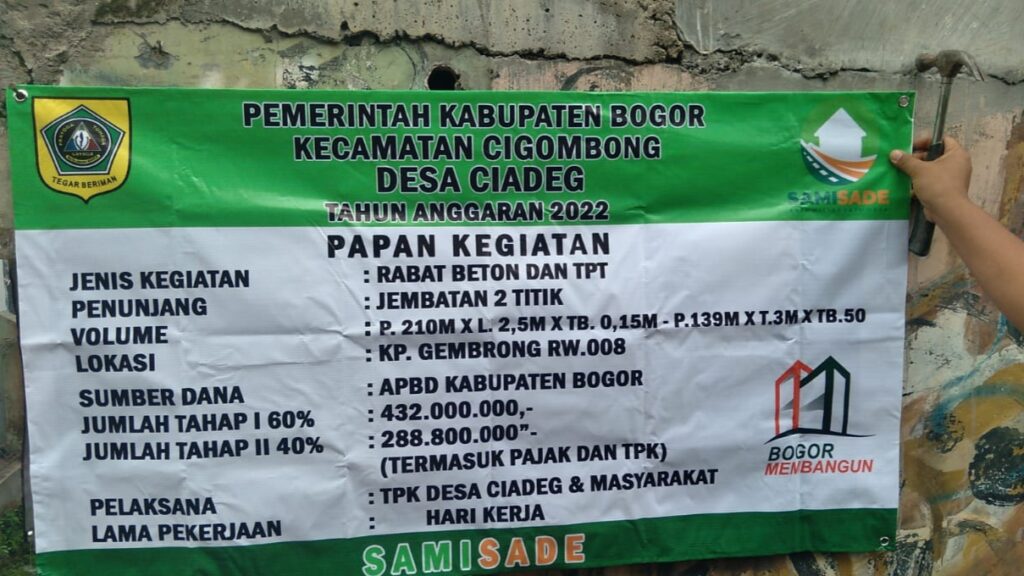 PEMERINTAH KABUPATEN BOGOR
KECAMATAN CIGOMBONG
DESA CIADEG
TAHUN ANGGARAN 2022
TEGAR BERIMAN
SAMISADE
PAPAN KEGIATAN
JENIS KEGIATAN : RABAT BETON DAN TPT
PENUNJANG : JEMBATAN 2 TITIK
VOLUME : P. 210M X L. 2,5M X TB. 0,15M - P.139M X T.3M X TB.50
LOKASI : KP. GEMBRONG RW.008
SUMBER DANA : APBD KABUPATEN BOGOR
JUMLAH TAHAP I 60% : 432.000.000,-
JUMLAH TAHAP II 40% : 288.800.000”-
(TERMASUK PAJAK DAN TPK)
PELAKSANA : TPK DESA CIADEG & MASYARAKAT
LAMA PEKERJAAN : HARI KERJA
BOGOR
MENBANGUN
SAMISADE